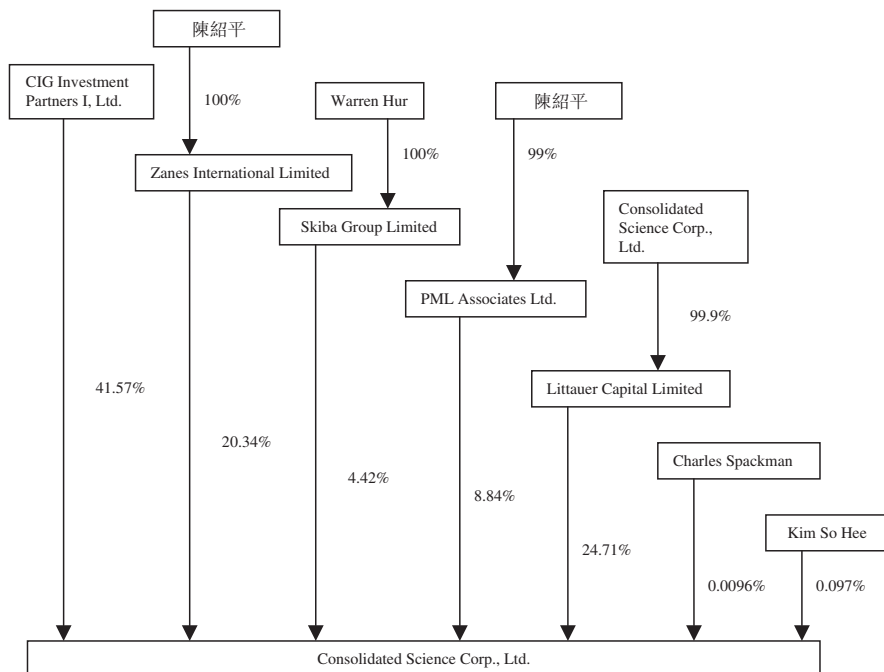 陳紹平
CIG Investment
Partners I, Ltd.
100%
Warren Hur
陳紹平
100%
99%
Zanes International Limited
Consolidated
Science Corp.,
Ltd.
Skiba Group Limited
PML Associates Ltd.
99.9%
41.57%
Littauer Capital Limited
20.34%
Charles Spackman
4.42%
8.84%
Kim So Hee
24.71%
0.0096%
0.097%
Consolidated Science Corp., Ltd.